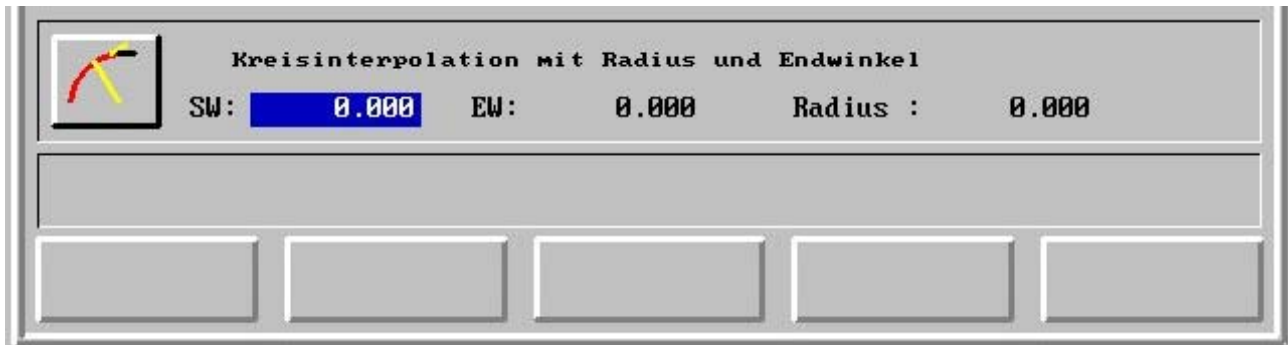 Kreisinterpolation mit Radius und Endwinkel
SW: 0.000 EW: 0.000 Radius : 0.000